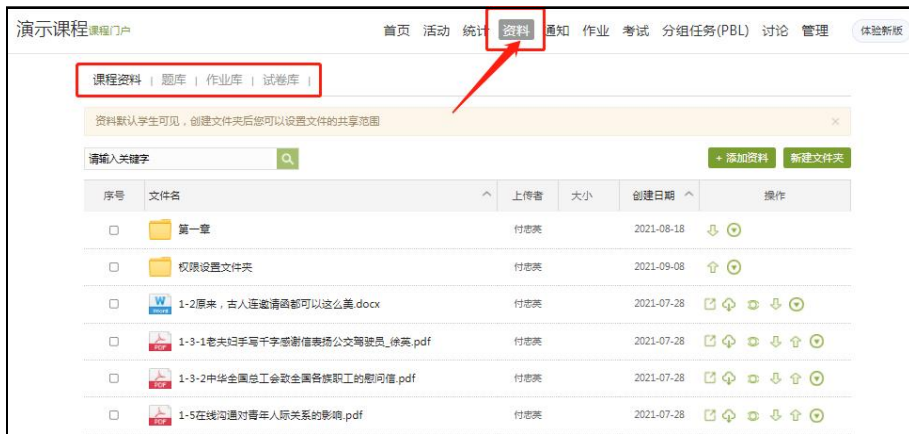 演示课程 课程门户 首页 活动 统计 资料 通知 作业 考试 分组任务(PBL) 讨论 管理 体验新版
课程资料 | 题库 | 作业库 | 试卷库 |
资料默认学生可见，创建文件夹后您可以设置文件的共享范围 ×
请输入关键字 + 添加资料 新建文件夹
序号 文件名 上传者 大小 创建日期 操作
第一章 付忠英 2021-08-18
权限设置文件夹 付忠英 2021-09-08
W Word 1-2原来，古人连邀请函都可以这么美.docx 付忠英 2021-07-28
PDF 1-3-1老夫妇手写千字感谢信表扬公交驾驶员_徐英.pdf 付忠英 2021-07-28
PDF 1-3-2中华全国总工会致全国各族职工的慰问信.pdf 付忠英 2021-07-28
PDF 1-5在线沟通对青年人际关系的影响.pdf 付忠英 2021-07-28